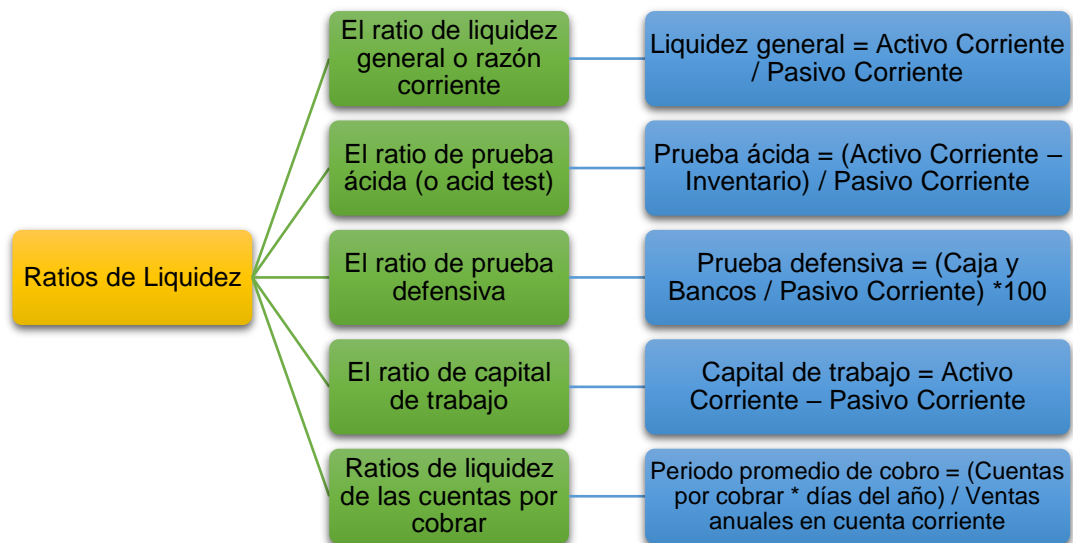 Ratios de Liquidez
El ratio de liquidez
general o razón
corriente
Liquidez general = Activo Corriente
/ Pasivo Corriente
El ratio de prueba
ácida (o acid test)
Prueba ácida = (Activo Corriente –
Inventario) / Pasivo Corriente
El ratio de prueba
defensiva
Prueba defensiva = (Caja y
Bancos / Pasivo Corriente) *100
El ratio de capital
de trabajo
Capital de trabajo = Activo
Corriente – Pasivo Corriente
Ratios de liquidez
de las cuentas por
cobrar
Periodo promedio de cobro = (Cuentas
por cobrar * días del año) / Ventas
anuales en cuenta corriente